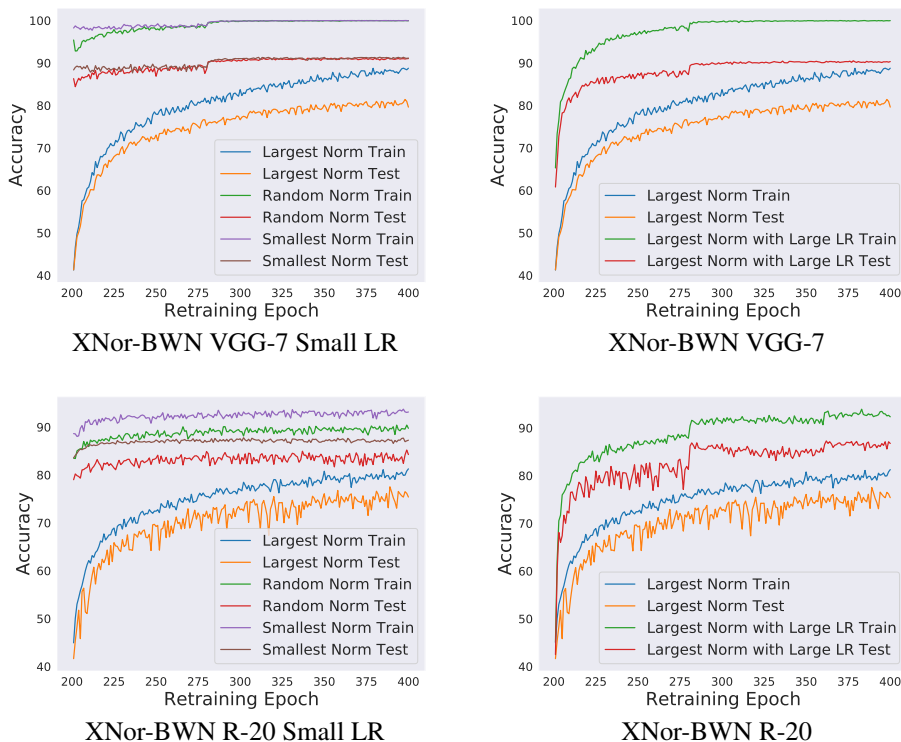 100
90
80
70
60
50
40
Accuracy
Largest Norm Train
Largest Norm Test
Random Norm Train
Random Norm Test
Smallest Norm Train
Smallest Norm Test
200 225 250 275 300 325 350 375 400
Retraining Epoch
XNor-BWN VGG-7 Small LR
100
90
80
70
60
50
40
Accuracy
Largest Norm Train
Largest Norm Test
Largest Norm with Large LR Train
Largest Norm with Large LR Test
200 225 250 275 300 325 350 375 400
Retraining Epoch
XNor-BWN VGG-7
90
80
70
60
50
40
Accuracy
Largest Norm Train
Largest Norm Test
Random Norm Train
Random Norm Test
Smallest Norm Train
Smallest Norm Test
200 225 250 275 300 325 350 375 400
Retraining Epoch
XNor-BWN R-20 Small LR
90
80
70
60
50
40
Accuracy
Largest Norm Train
Largest Norm Test
Largest Norm with Large LR Train
Largest Norm with Large LR Test
200 225 250 275 300 325 350 375 400
Retraining Epoch
XNor-BWN R-20